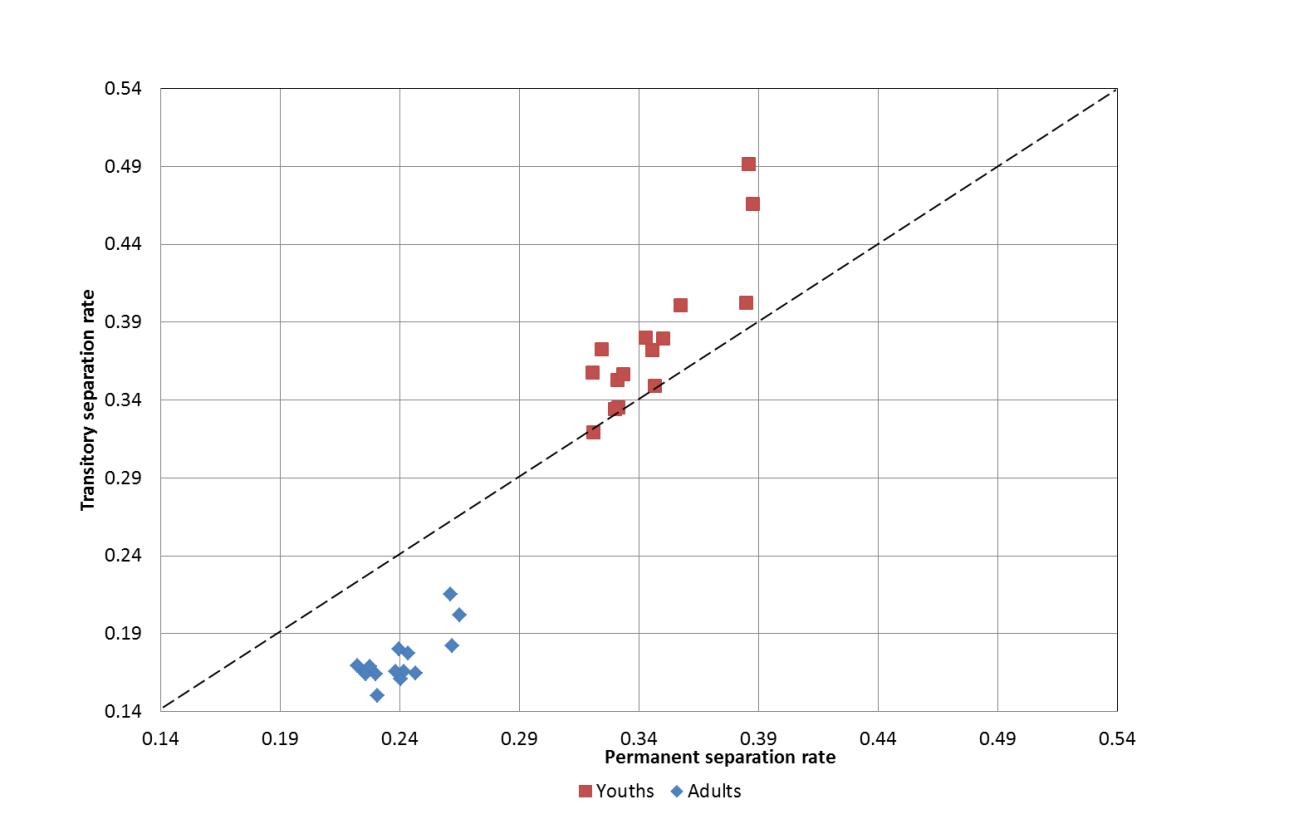 0.54
0.49
0.44
0.39
0.34
0.29
0.24
0.19
0.14
Transitory separation rate
0.14 0.19 0.24 0.29 0.34 0.39 0.44 0.49 0.54
Permanent separation rate
Youths Adults